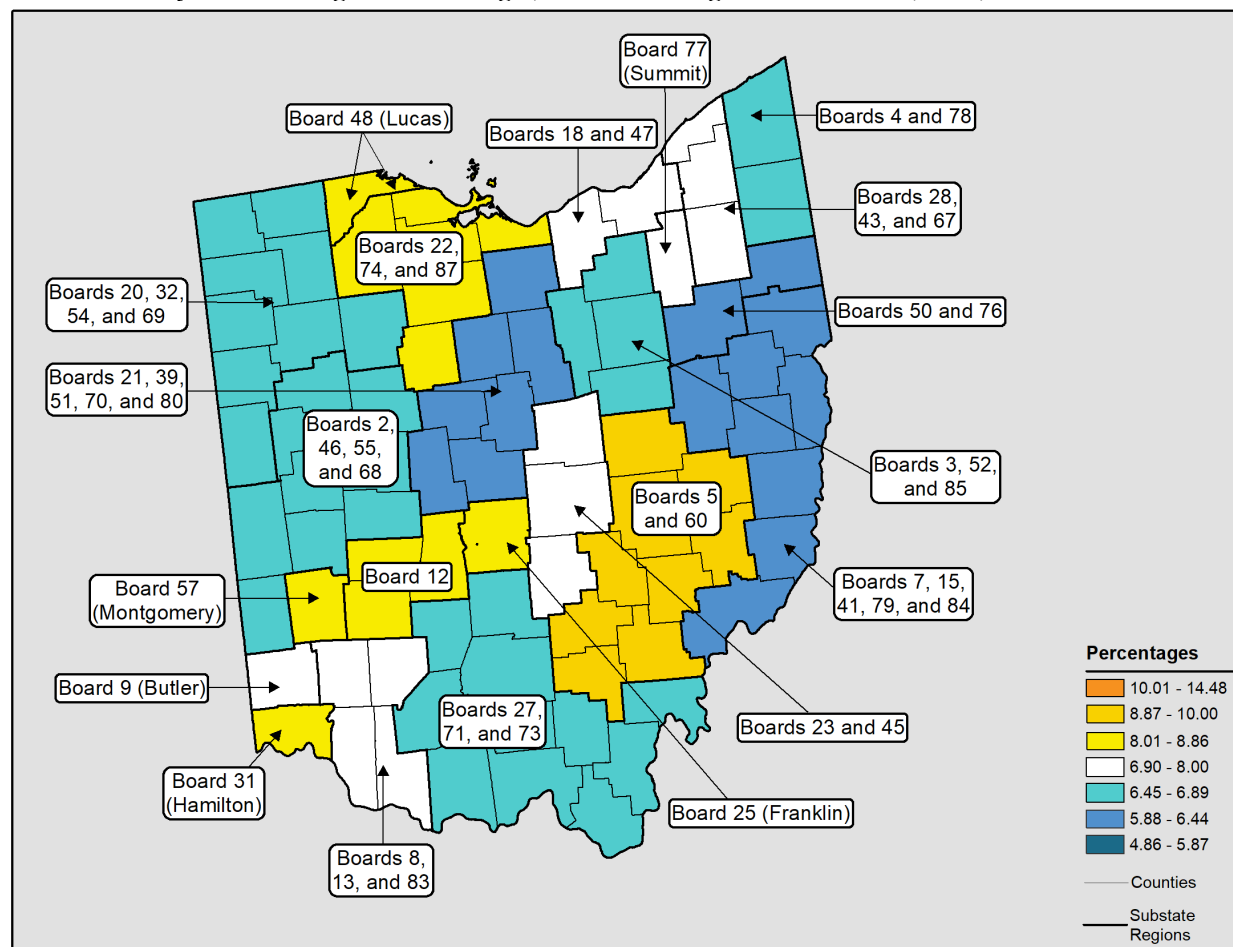 Board 77
(Summit)
Board 48 (Lucas)
Boards 18 and 47
Boards 4 and 78
Boards 28,
43, and 67
Boards 22,
74, and 87
Boards 20, 32,
54, and 69
Boards 50 and 76
Boards 21, 39,
51, 70, and 80
Boards 2,
46, 55,
and 68
Boards 3, 52,
and 85
Boards 5
and 60
Board 57
(Montgomery)
Board 12
Boards 7, 15,
41, 79, and 84
Board 9 (Butler)
Boards 27,
71, and 73
Boards 23 and 45
Board 31
(Hamilton)
Board 25 (Franklin)
Boards 8,
13, and 83
Percentages
10.01 - 14.48
8.87 - 10.00
8.01 - 8.86
6.90 - 8.00
6.45 - 6.89
5.88 - 6.44
4.86 - 5.87
Counties
Substate
Regions